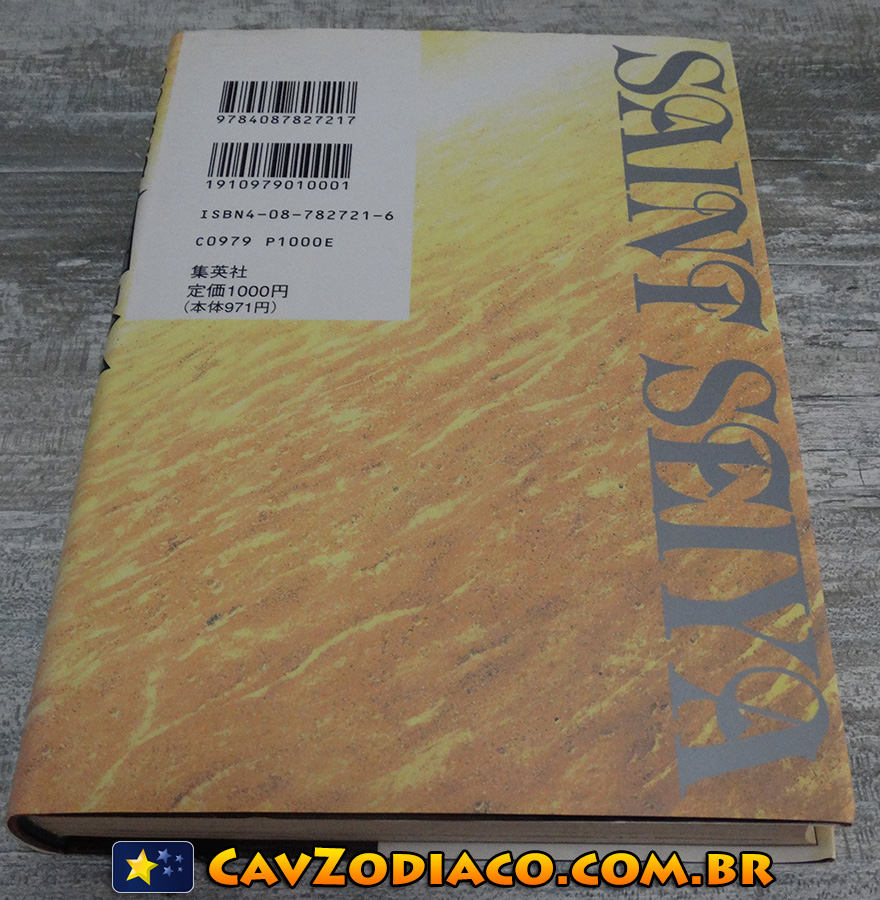 9784087827217
1910979010001
ISBN4-08-782721-6
C0979 P1000E
集英社
定価1000円
(本体971円)
SAINT SEIYA
CavZodiaco.com.br